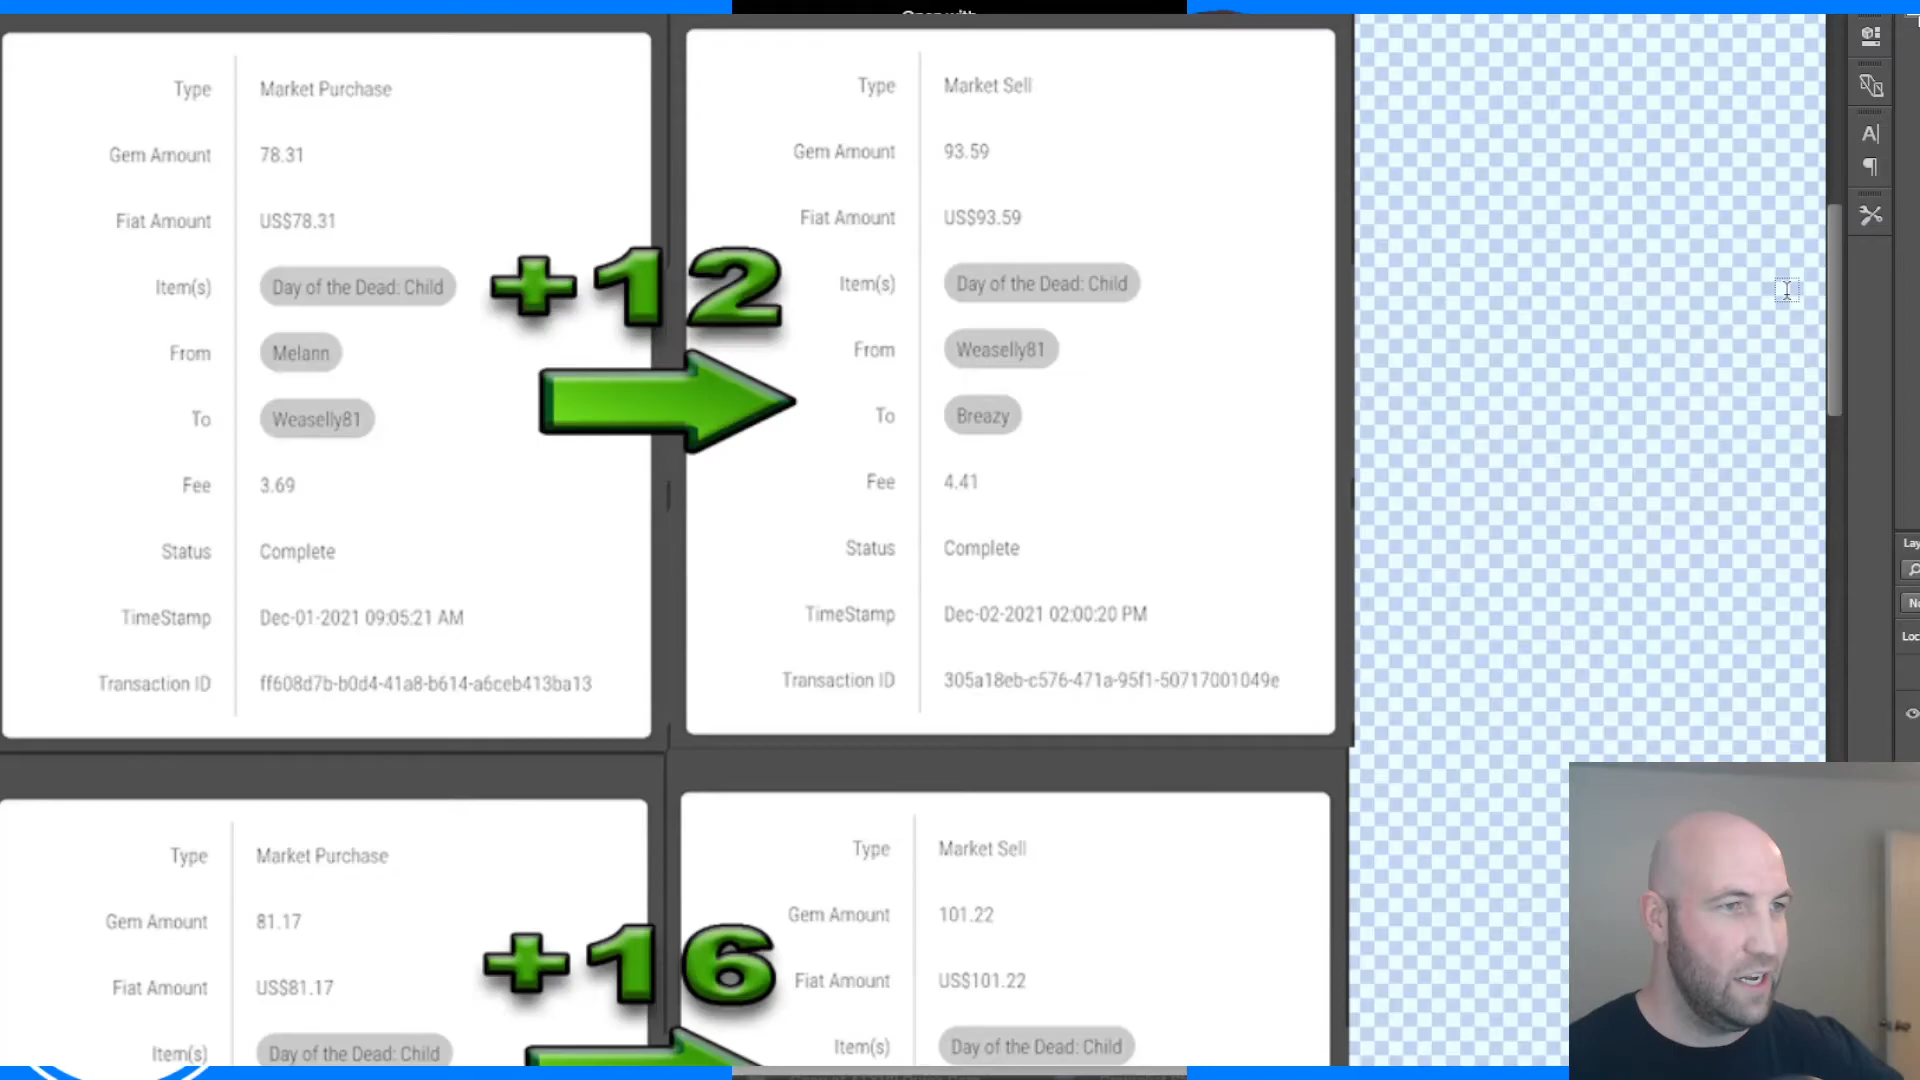 Type Market Purchase
Gem Amount 78.31
Fiat Amount US$78.31
Item(s) Day of the Dead: Child
From Melann
To Weaselly81
Fee 3.69
Status Complete
TimeStamp Dec-01-2021 09:05:21 AM
Transaction ID ff608d7b-b0d4-41a8-b614-a6ceb413ba13
+12
Type Market Sell
Gem Amount 93.59
Fiat Amount US$93.59
Item(s) Day of the Dead: Child
From Weaselly81
To Breazy
Fee 4.41
Status Complete
TimeStamp Dec-02-2021 02:00:20 PM
Transaction ID 305a18eb-c576-471a-95f1-50717001049e
Type Market Purchase
Gem Amount 81.17
Fiat Amount US$81.17
Item(s) Day of the Dead: Child
+16
Type Market Sell
Gem Amount 101.22
Fiat Amount US$101.22
Item(s) Day of the Dead: Child
A